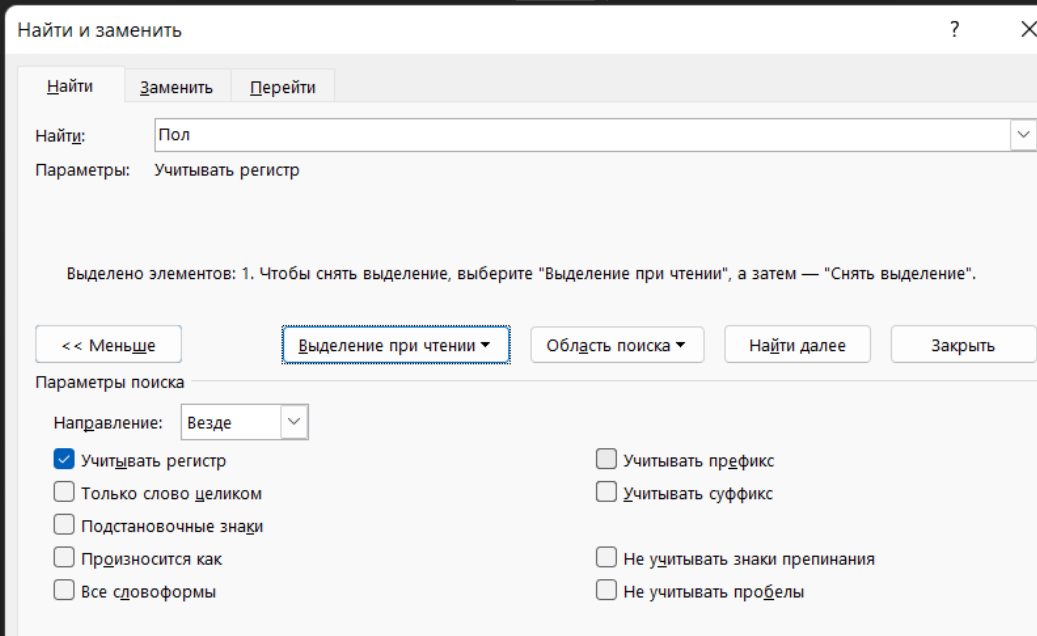 Найти и заменить ?
Найти Заменить Перейти
Найти: Пол
Параметры: Учитывать регистр
Выделено элементов: 1. Чтобы снять выделение, выберите "Выделение при чтении", а затем — "Снять выделение".
<< Меньше Выделение при чтении Область поиска Найти далее Закрыть
Параметры поиска
Направление: Везде
Учитывать регистр Учитывать префикс
Только слово целиком Учитывать суффикс
Подстановочные знаки
Произносится как Не учитывать знаки препинания
Все словоформы Не учитывать пробелы